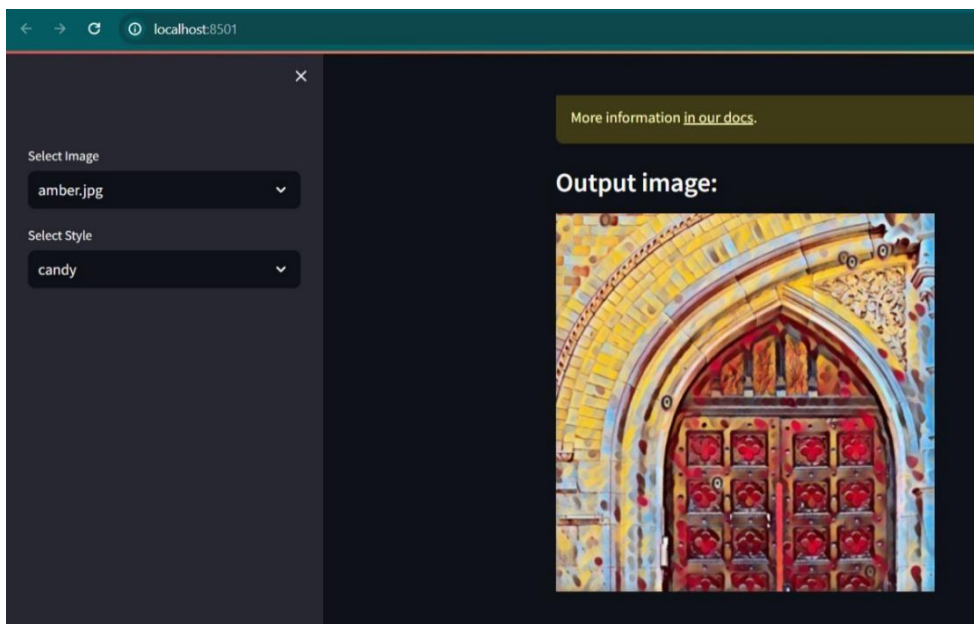 localhost:8501
Select Image
amber.jpg
Select Style
candy
More information in our docs.
Output image: